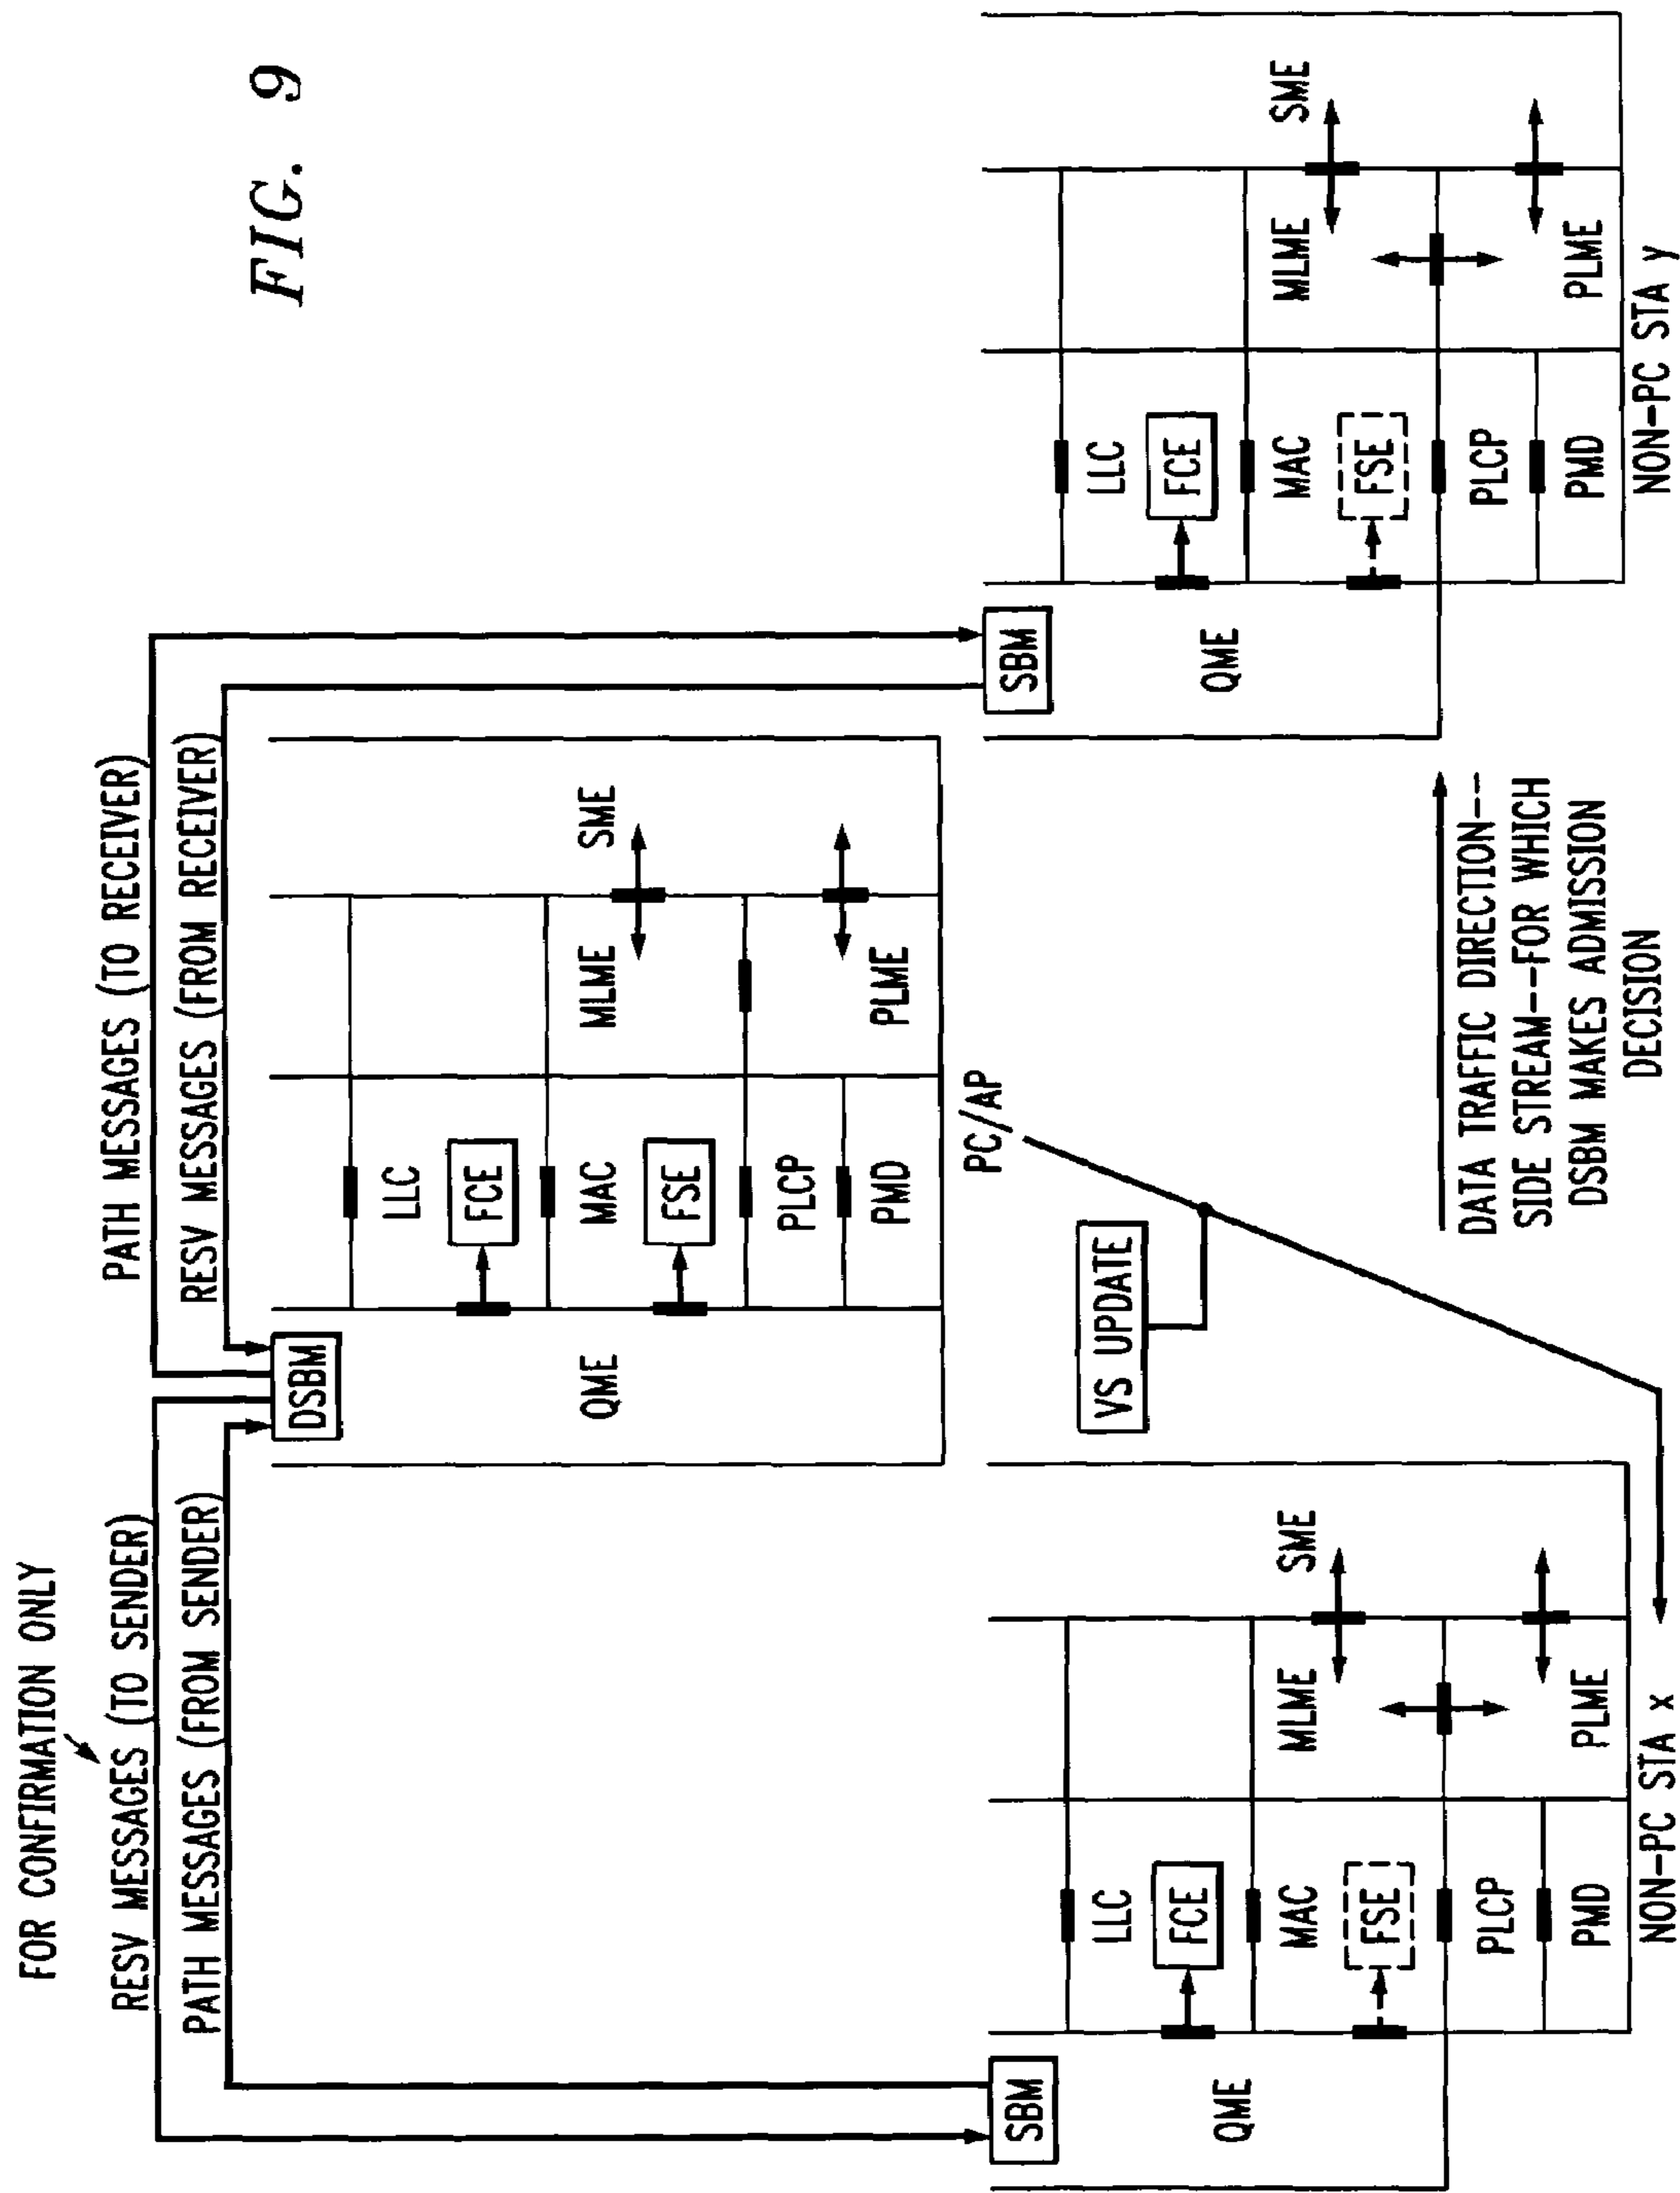 FIG. 9
FOR CONFIRMATION ONLY
RESV MESSAGES (TO SENDER)
PATH MESSAGES (FROM SENDER)
PATH MESSAGES (TO RECEIVER)
RESV MESSAGES (FROM RECEIVER)
DSBM
QME
LLC
FCE
MAC
FSE
PLCP
PMD
MLME
SME
PLME
PC/AP
VS UPDATE
SBM
QME
LLC
FCE
MAC
FSE
PLCP
PMD
MLME
SME
PLME
NON-PC STA x
DATA TRAFFIC DIRECTION--
SIDE STREAM--FOR WHICH
DSBM MAKES ADMISSION
DECISION
SBM
QME
LLC
FCE
MAC
FSE
PLCP
PMD
MLME
SME
PLME
NON-PC STA y